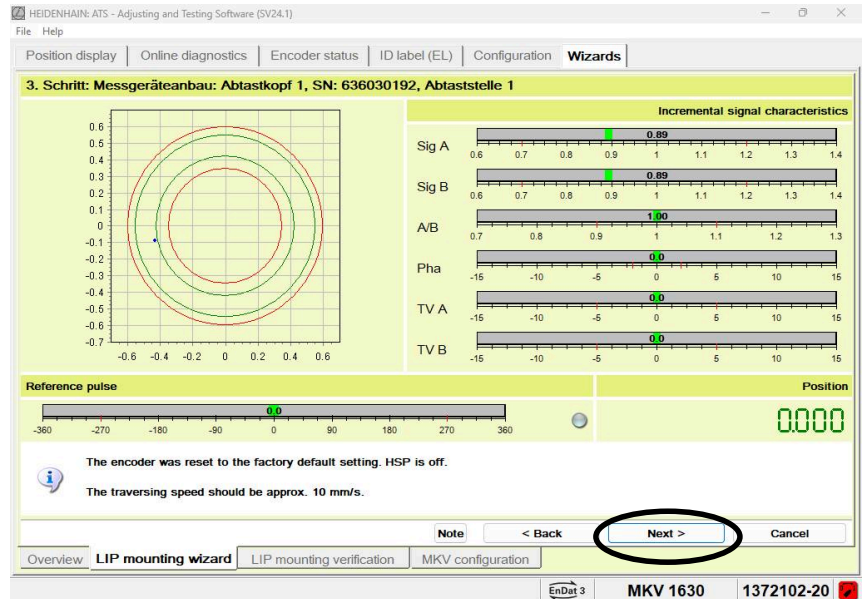 HEIDENHAIN: ATS - Adjusting and Testing Software (SV24.1)
File Help
Position display Online diagnostics Encoder status ID label (EL) Configuration Wizards
3. Schritt: Messgeräteanbau: Abtastkopf 1, SN: 636030192, Abtaststelle 1
Incremental signal characteristics
0.6
0.5
0.4
0.3
0.2
0.1
0
-0.1
-0.2
-0.3
-0.4
-0.5
-0.6
-0.7
-0.6 -0.4 -0.2 0 0.2 0.4 0.6
Sig A 0.89
0.6 0.7 0.8 0.9 1 1.1 1.2 1.3 1.4
Sig B 0.89
0.6 0.7 0.8 0.9 1 1.1 1.2 1.3 1.4
A/B 1.00
0.7 0.8 0.9 1 1.1 1.2 1.3
Pha 0.0
-15 -10 -5 0 5 10 15
TV A 0.0
-15 -10 -5 0 5 10 15
TV B 0.0
-15 -10 -5 0 5 10 15
Reference pulse Position
0.0
-360 -270 -180 -90 0 90 180 270 360
0.000
The encoder was reset to the factory default setting. HSP is off.
The traversing speed should be approx. 10 mm/s.
Note < Back Next > Cancel
Overview LIP mounting wizard LIP mounting verification MKV configuration
EnDat 3 MKV 1630 1372102-20